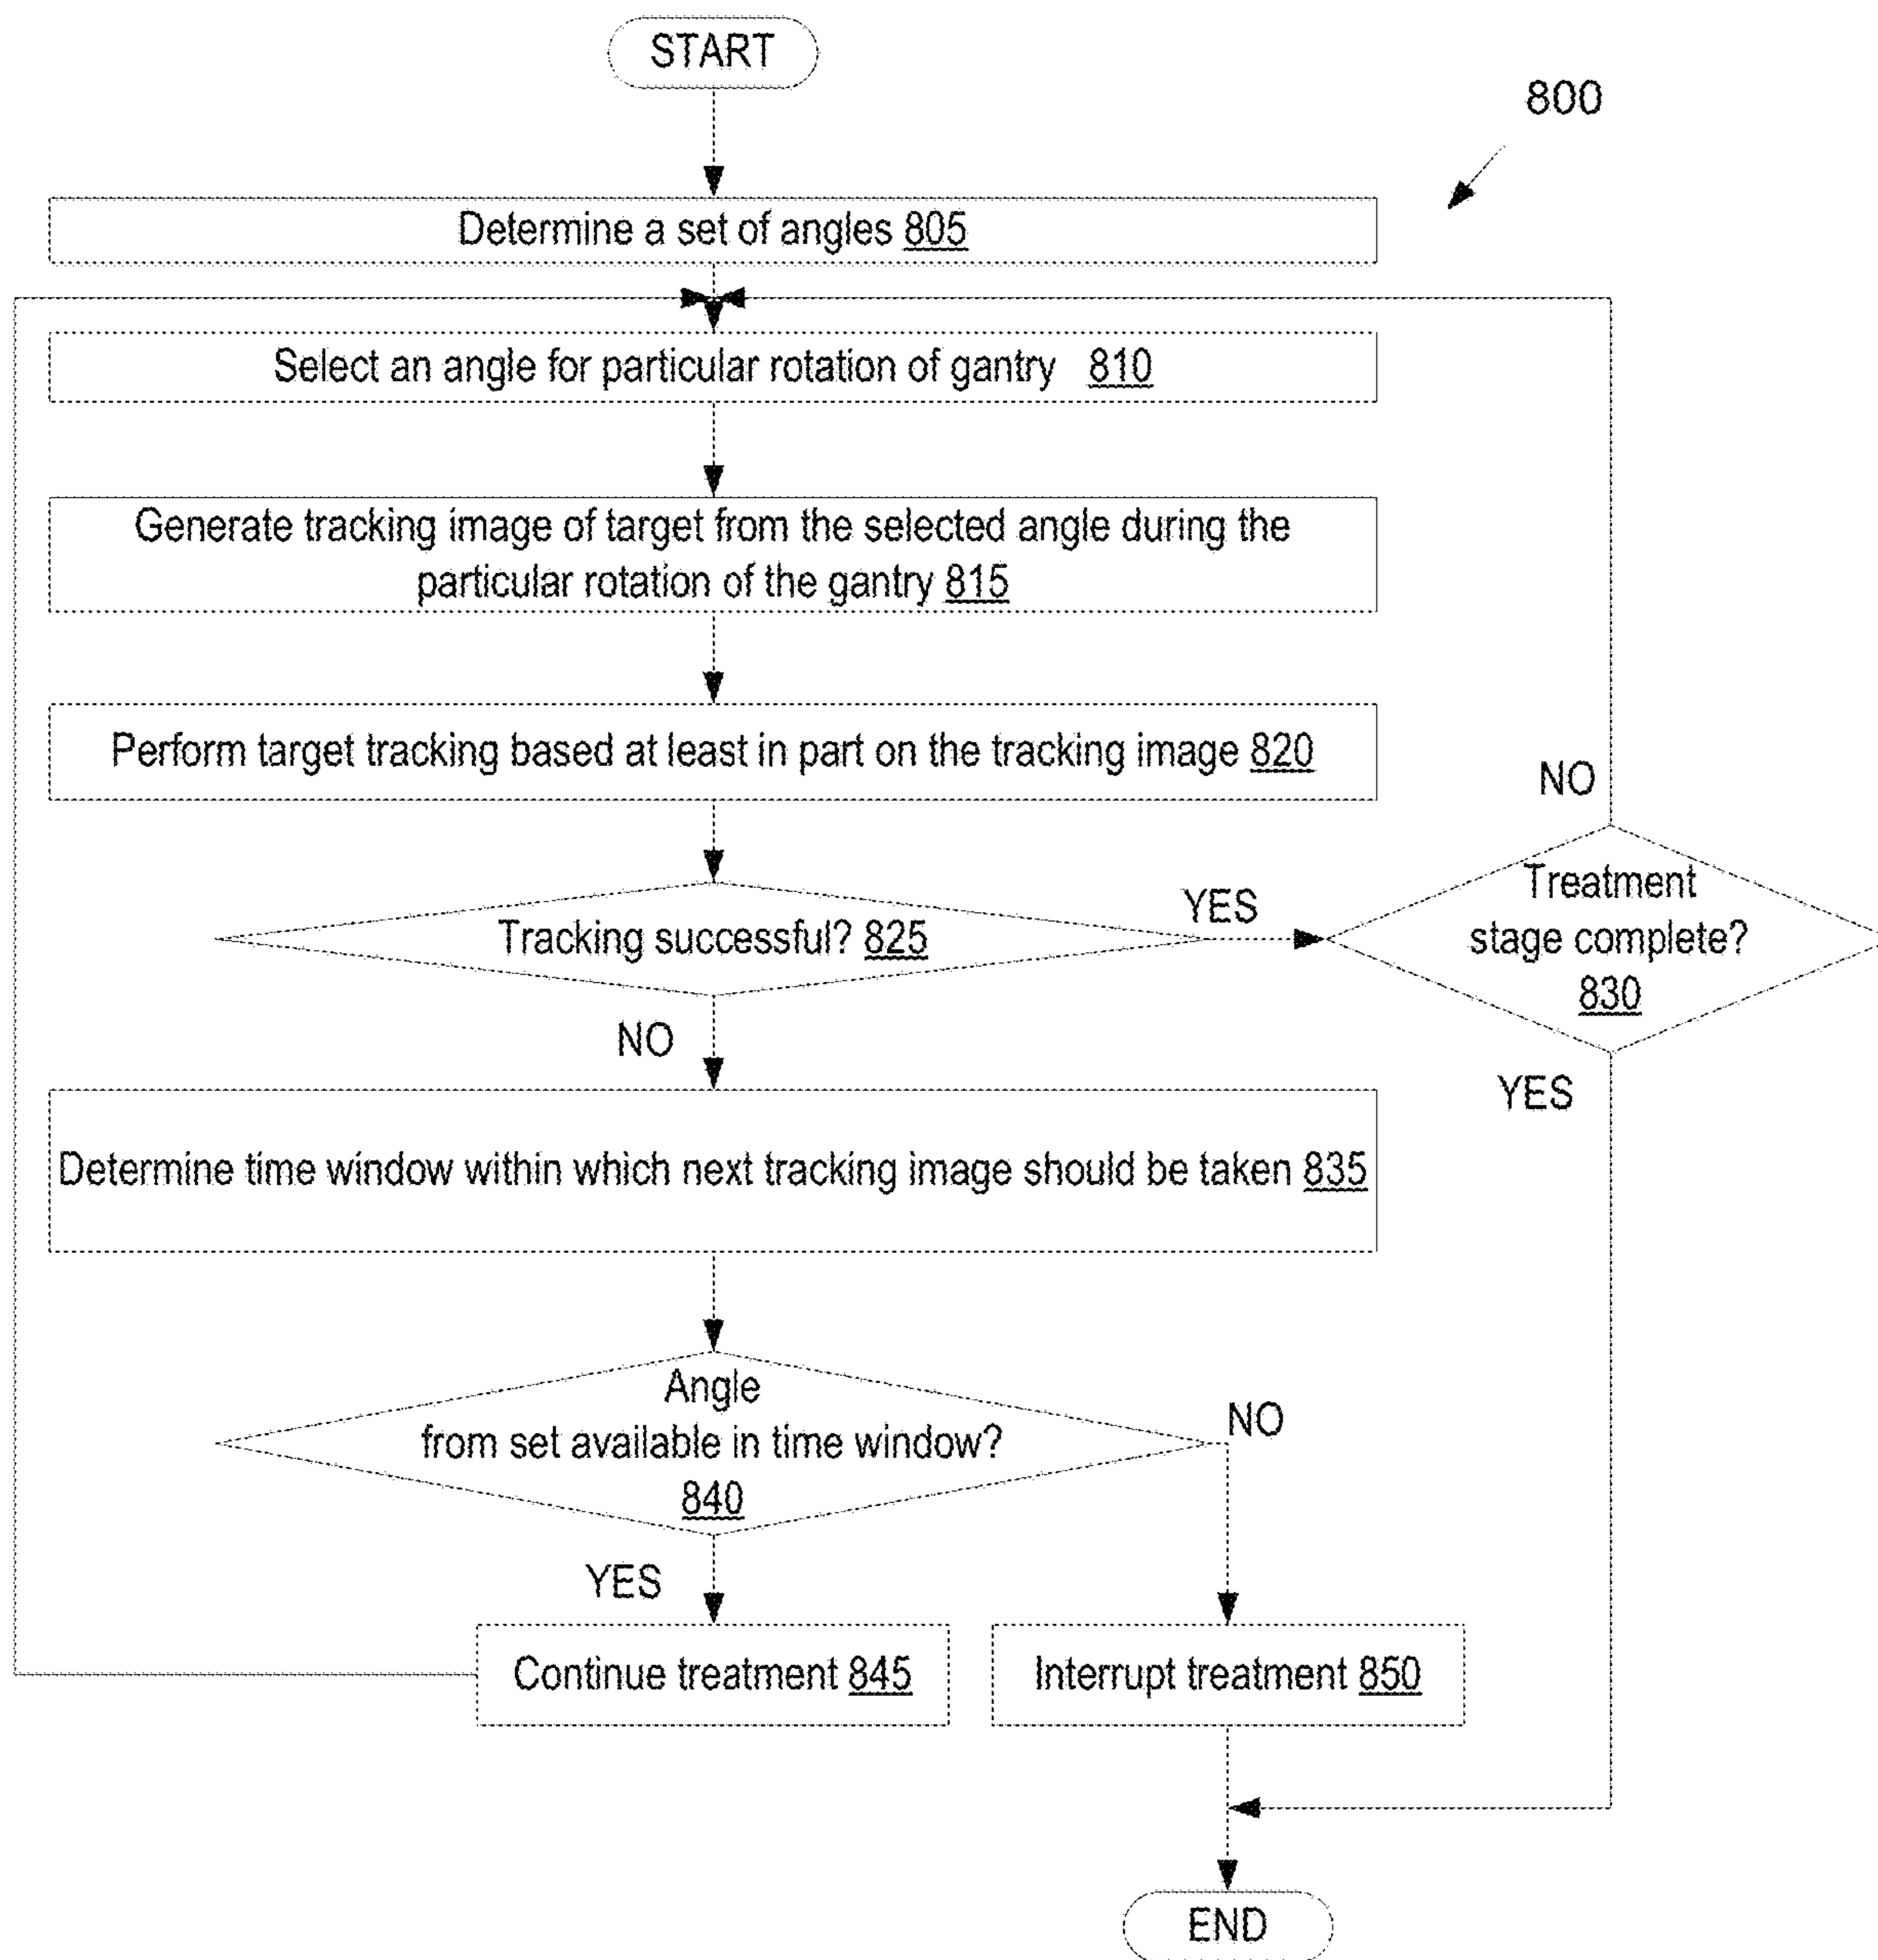 START
800
Determine a set of angles 805
Select an angle for particular rotation of gantry 810
Generate tracking image of target from the selected angle during the
particular rotation of the gantry 815
Perform target tracking based at least in part on the tracking image 820
NO
Tracking successful? 825
YES
Treatment
stage complete?
830
NO
YES
Determine time window within which next tracking image should be taken 835
Angle
from set available in time window?
840
NO
YES
Continue treatment 845
Interrupt treatment 850
END